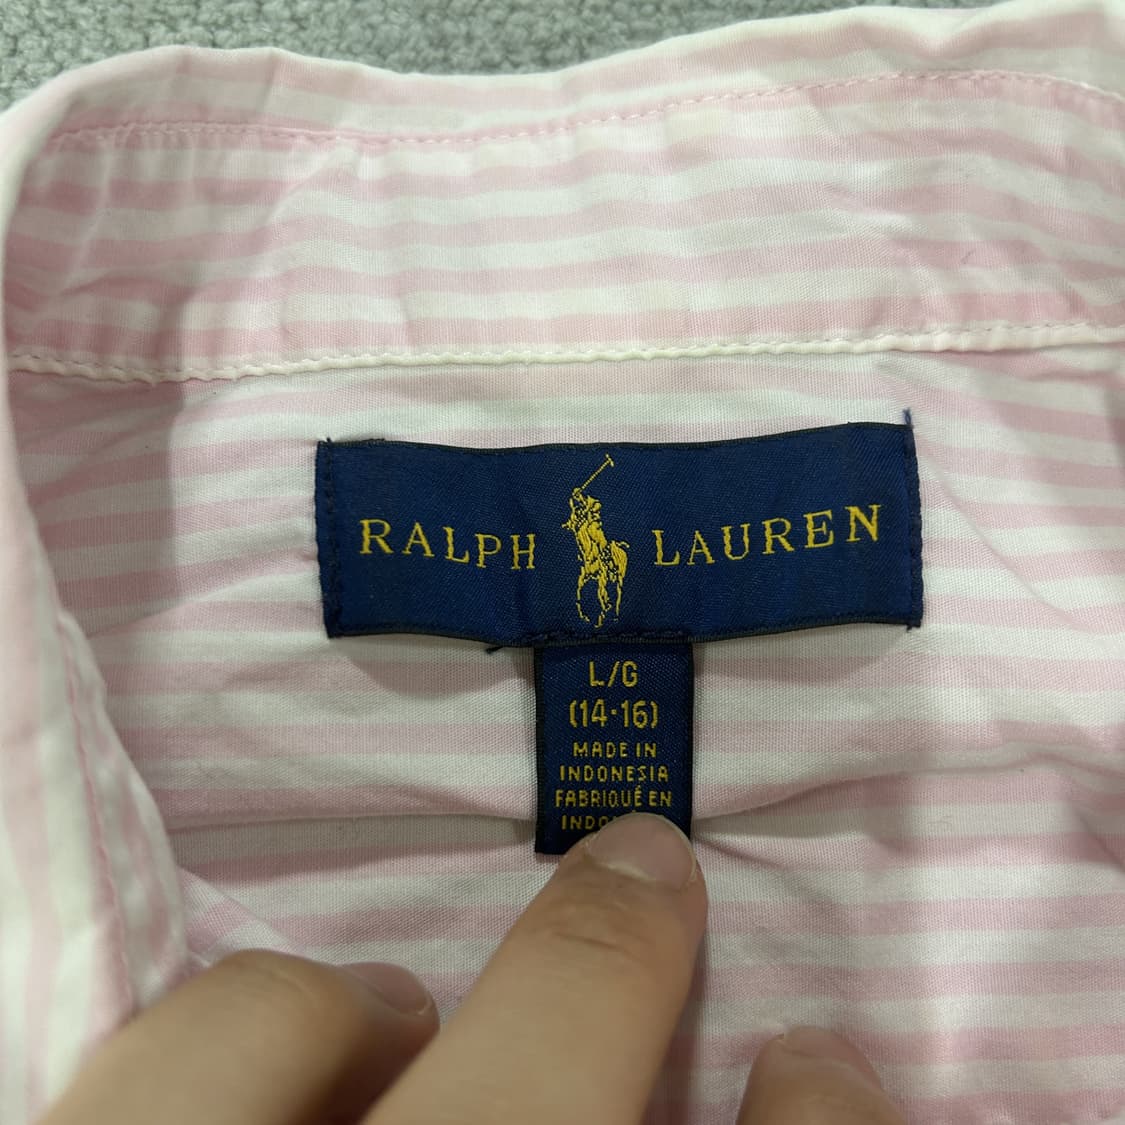 RALPH LAUREN
L/G
(14·16)
MADE IN
INDONESIA
FABRIQUÉ EN